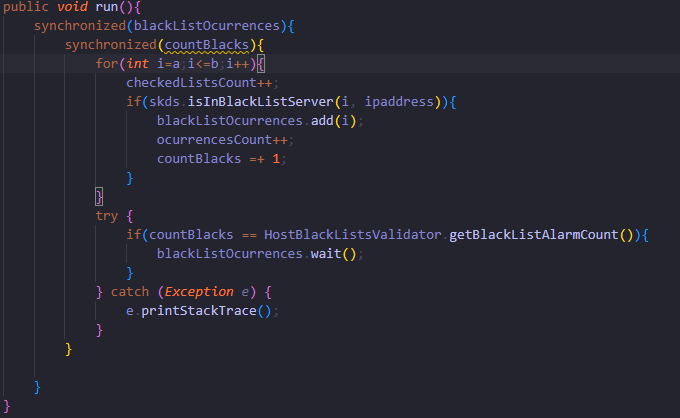 public void run(){
synchronized(blackListOcurrences){
synchronized(countBlacks){
for(int i=a;i<=b;i++){
checkedListsCount++;
if(skds.isInBlackListServer(i, ipaddress)){
blackListOcurrences.add(i);
ocurrencesCount++;
countBlacks =+ 1;
}
}
try {
if(countBlacks == HostBlackListsValidator.getBlackListAlarmCount()){
blackListOcurrences.wait();
}
} catch (Exception e) {
e.printStackTrace();
}
}
}
}